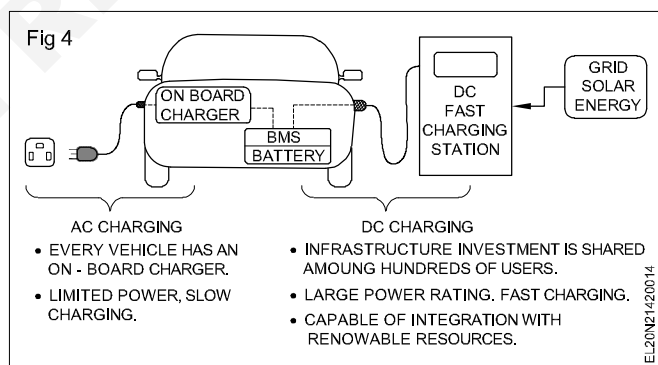 Fig 4
ON BOARD
CHARGER
BMS
BATTERY
DC
FAST
CHARGING
STATION
GRID
SOLAR
ENERGY
AC CHARGING
• EVERY VEHICLE HAS AN
ON - BOARD CHARGER.
• LIMITED POWER, SLOW
CHARGING.
DC CHARGING
• INFRASTRUCTURE INVESTMENT IS SHARED
AMOUNG HUNDREDS OF USERS.
• LARGE POWER RATING. FAST CHARGING.
• CAPABLE OF INTEGRATION WITH
RENOWABLE RESOURCES.
EL20N21420014